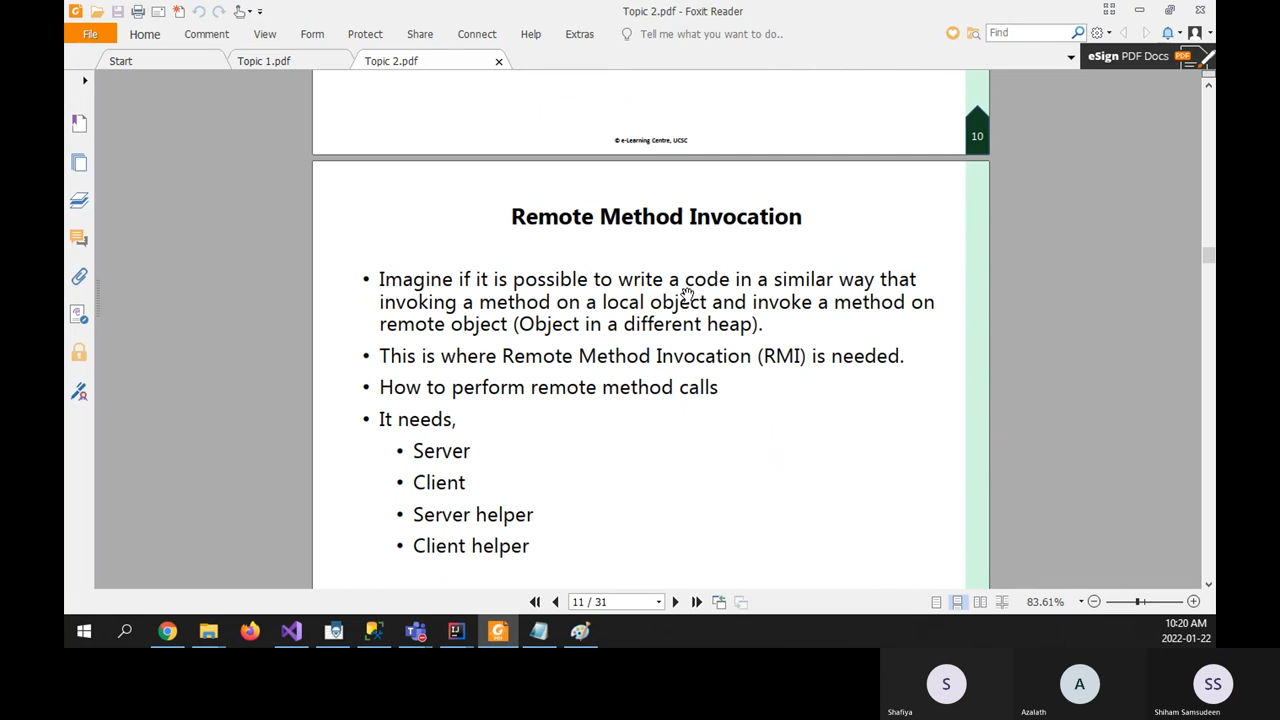 Topic 2.pdf - Foxit Reader
File Home Comment View Form Protect Share Connect Help Extras Tell me what you want to do.. Find
Start Topic 1.pdf Topic 2.pdf eSign PDF Docs
© e-Learning Centre, UCSC
10
Remote Method Invocation
• Imagine if it is possible to write a code in a similar way that
invoking a method on a local object and invoke a method on
remote object (Object in a different heap).
• This is where Remote Method Invocation (RMI) is needed.
• How to perform remote method calls
• It needs,
• Server
• Client
• Server helper
• Client helper
11 / 31 83.61%
10:20 AM
2022-01-22
S A SS
Shafiya Azalath Shiham Samsudeen